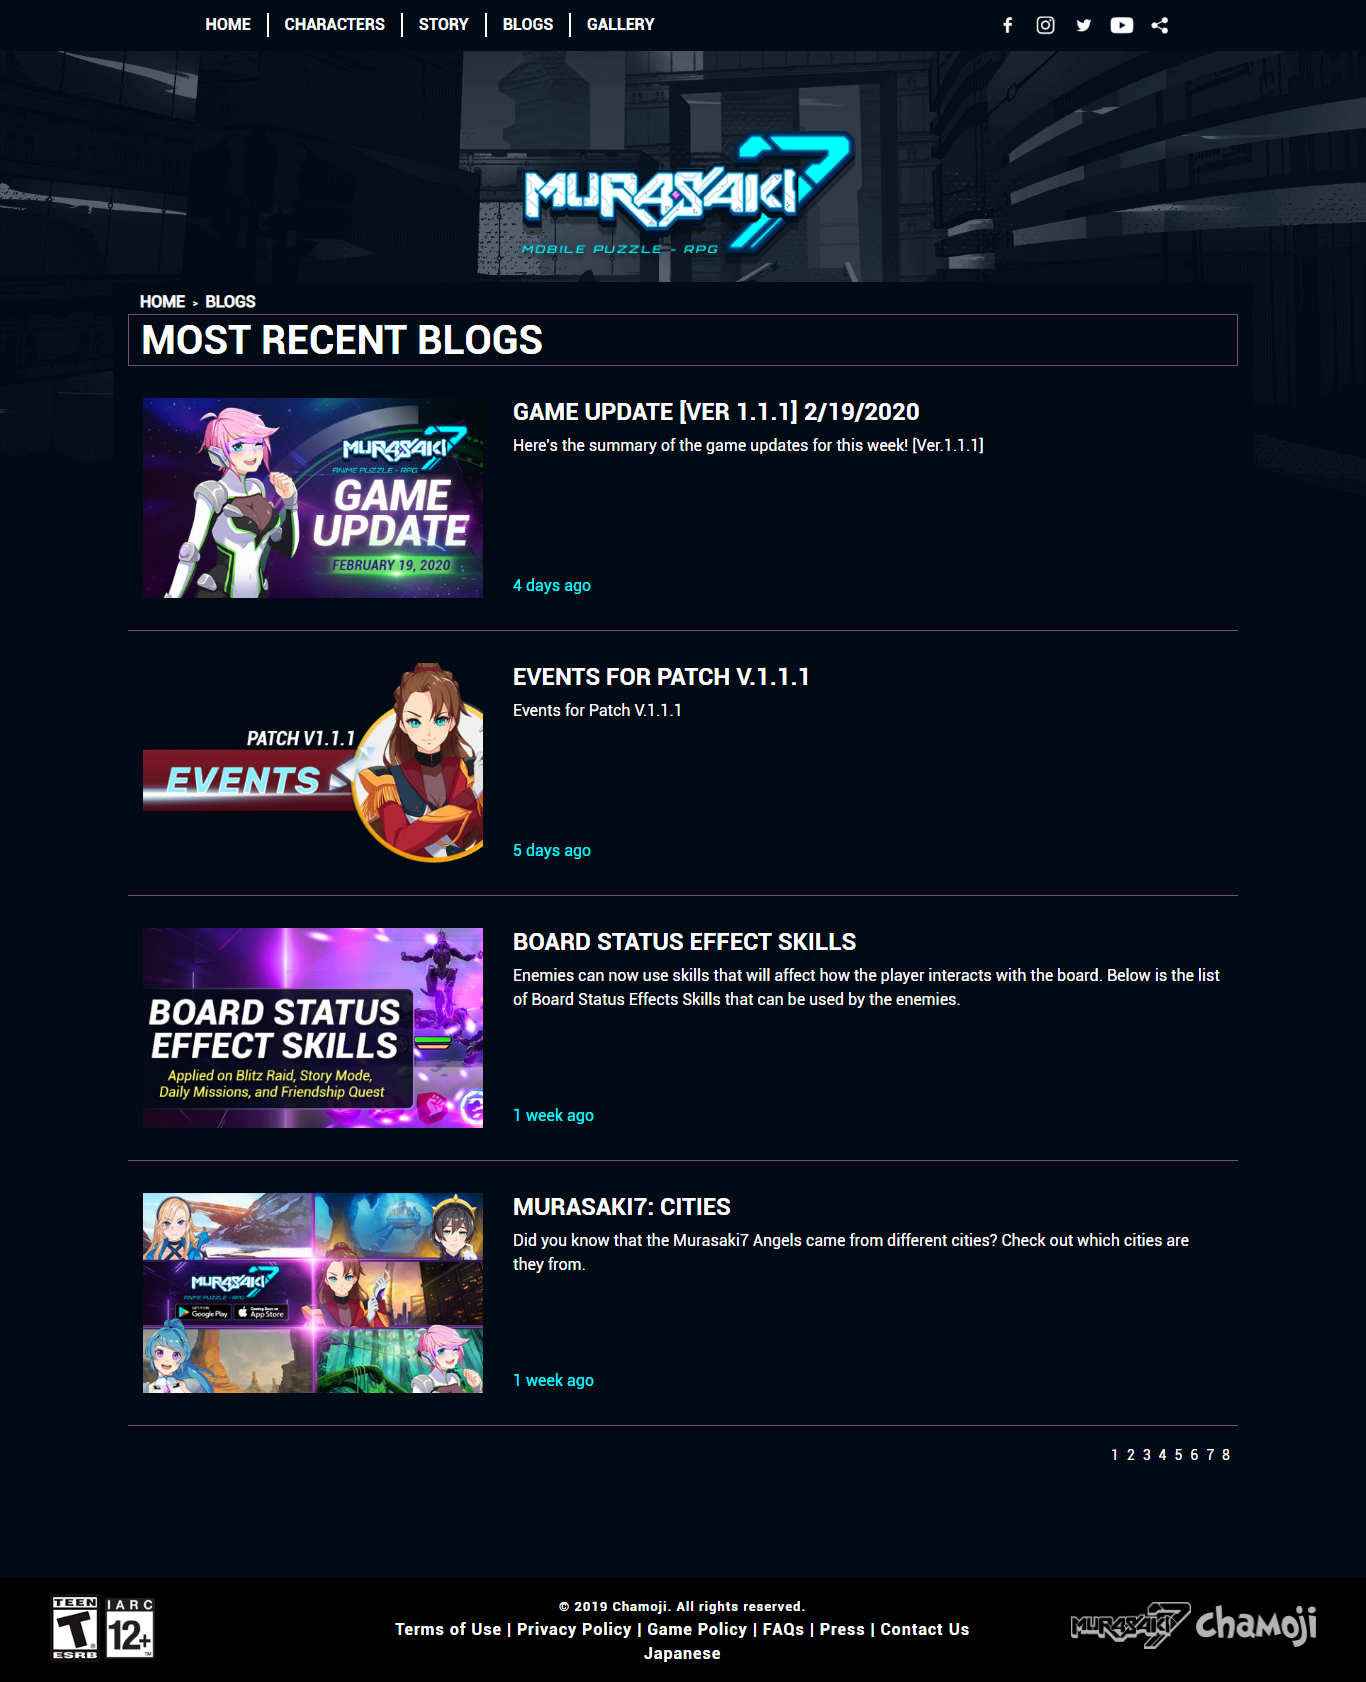 HOME
CHARACTERS
STORY
BLOGS
GALLERY
MURASAKI7
MOBILE PUZZLE - RPG
HOME > BLOGS
MOST RECENT BLOGS
MURASAKI7
ANIME PUZZLE - RPG
GAME
UPDATE
FEBRUARY 19, 2020
GAME UPDATE [VER 1.1.1] 2/19/2020
Here's the summary of the game updates for this week! [Ver.1.1.1]
4 days ago
PATCH V1.1.1
EVENTS
EVENTS FOR PATCH V.1.1.1
Events for Patch V.1.1.1
5 days ago
BOARD STATUS
EFFECT SKILLS
Applied on Blitz Raid, Story Mode,
Daily Missions, and Friendship Quest
BOARD STATUS EFFECT SKILLS
Enemies can now use skills that will affect how the player interacts with the board. Below is the list
of Board Status Effects Skills that can be used by the enemies.
1 week ago
MURASAKI7
ANIME PUZZLE - RPG
GET IT ON
Google Play
Coming Soon on
App Store
MURASAKI7: CITIES
Did you know that the Murasaki7 Angels came from different cities? Check out which cities are
they from.
1 week ago
1 2 3 4 5 6 7 8
TEEN
T
ESRB
IARC
12+
© 2019 Chamoji. All rights reserved.
Terms of Use | Privacy Policy | Game Policy | FAQs | Press | Contact Us
Japanese
MURASAKI7
chamoji